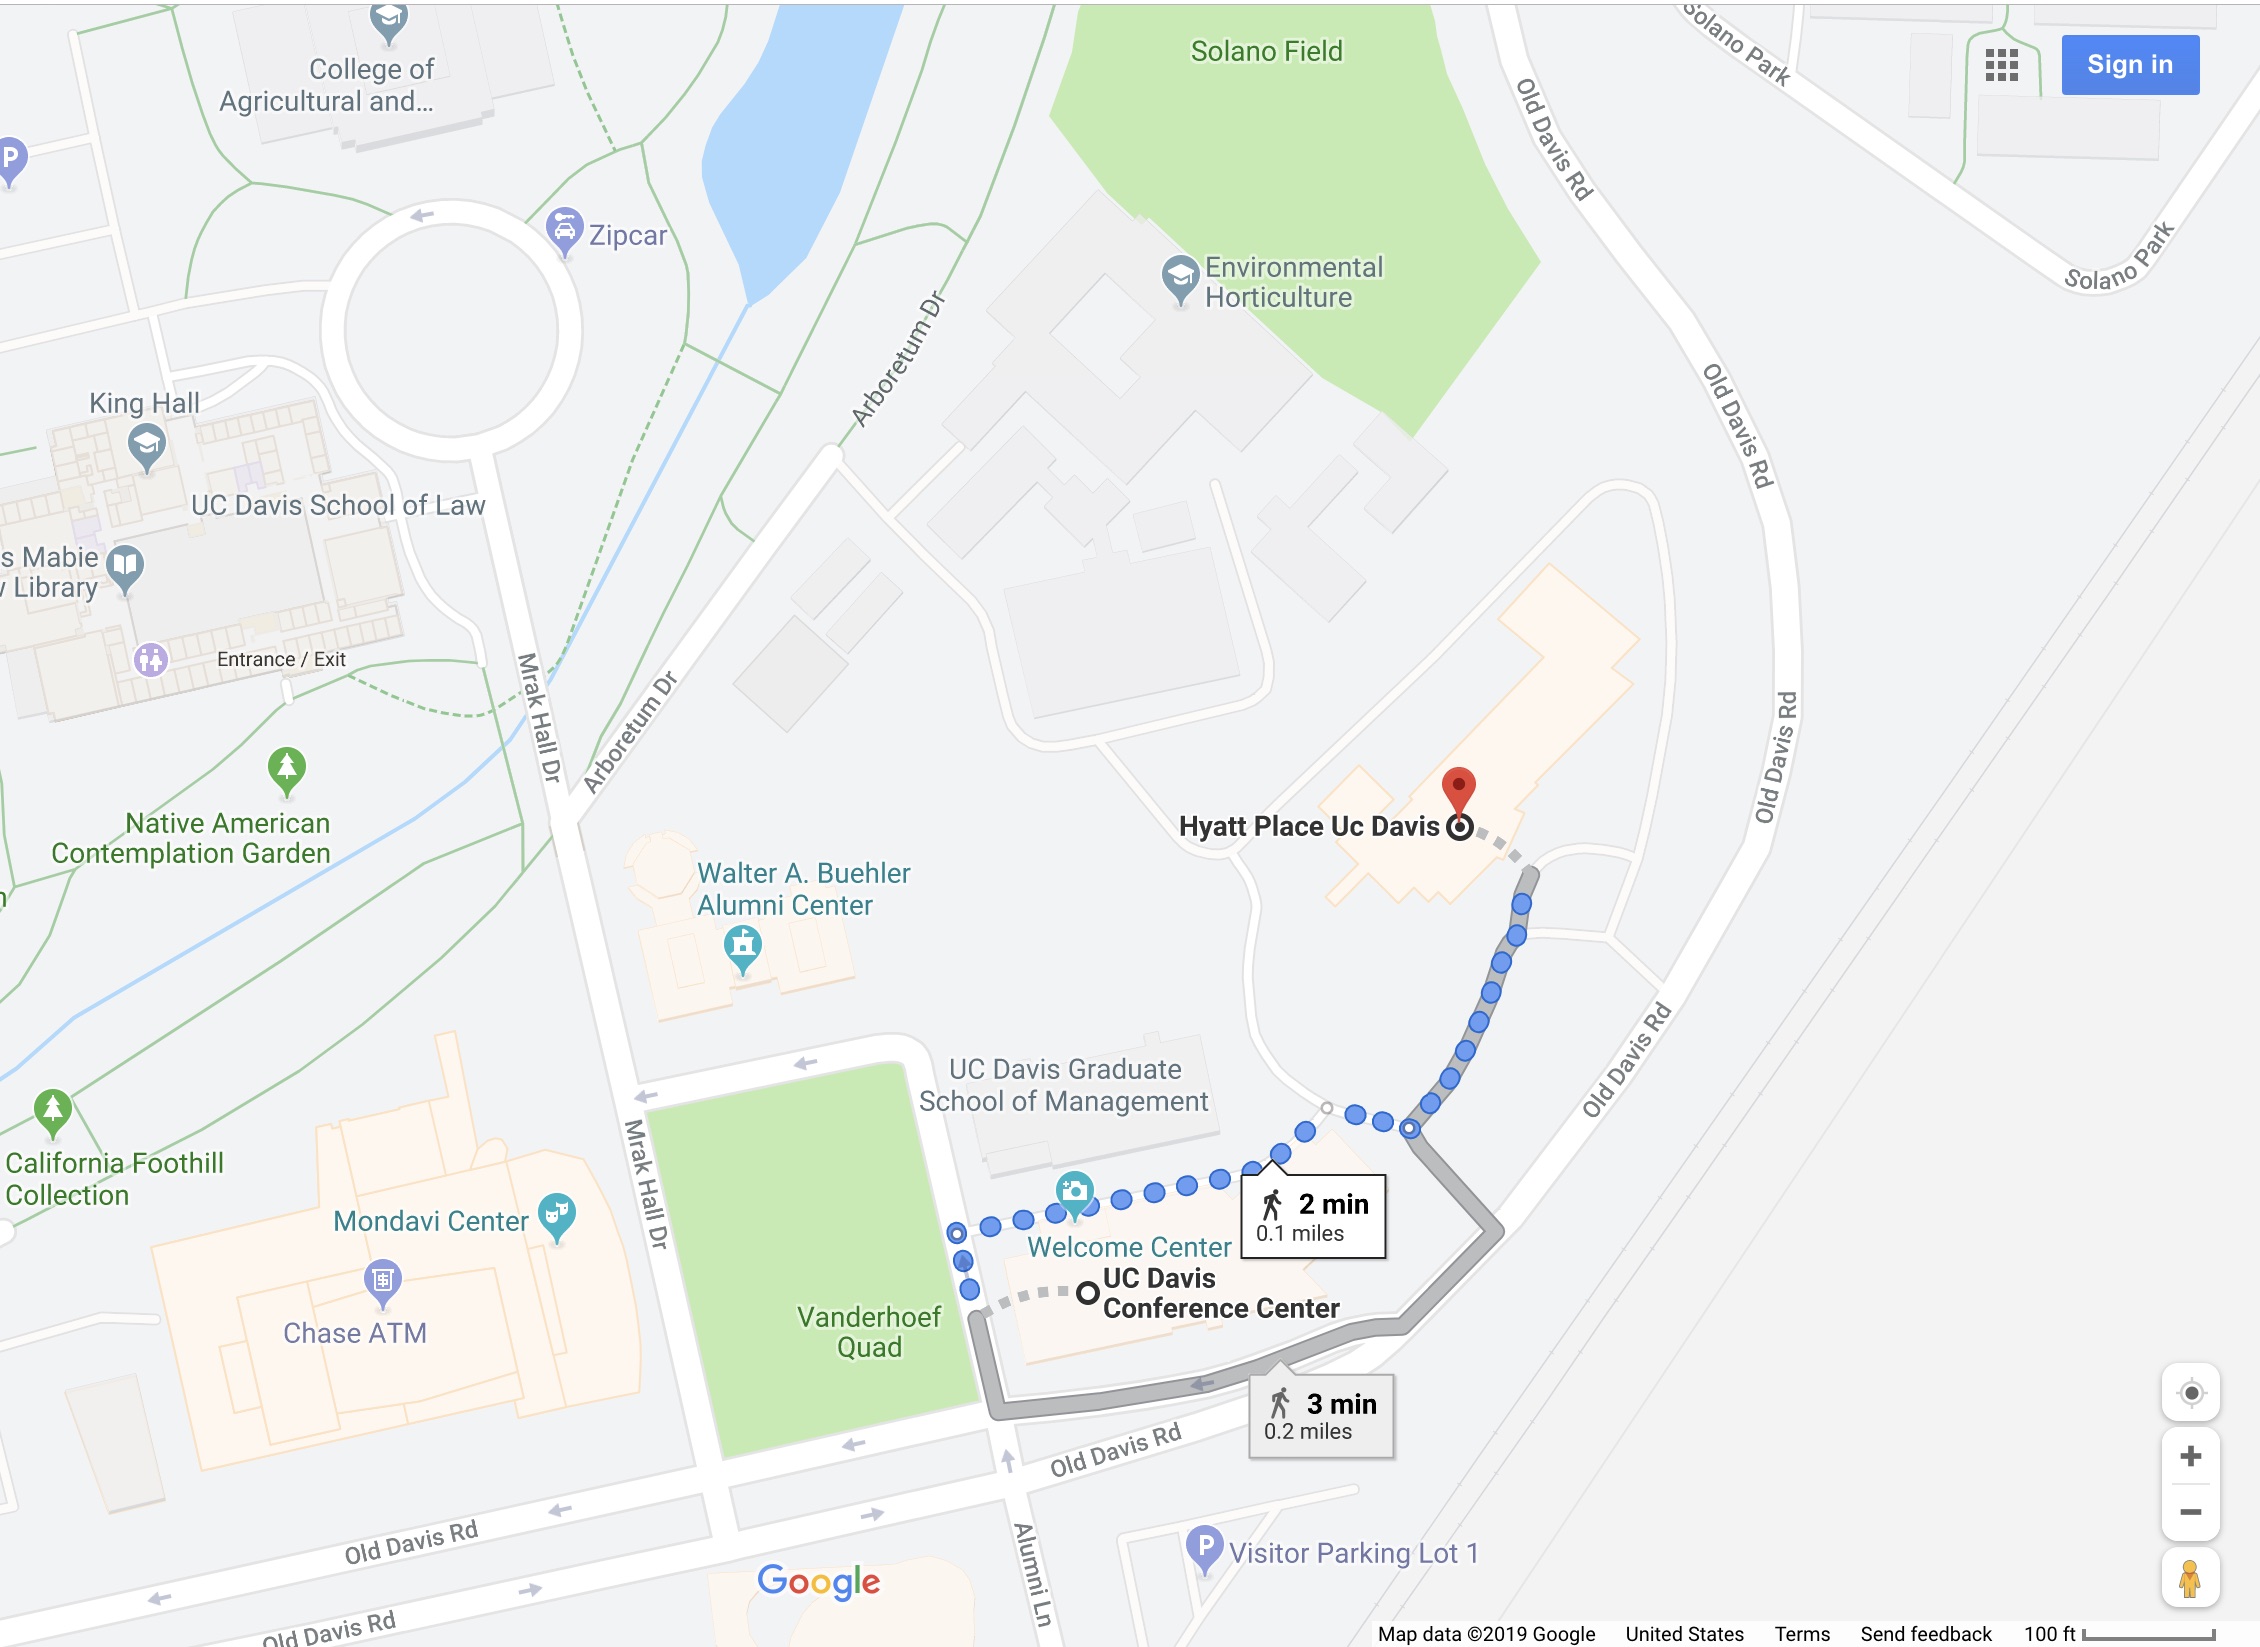 Solano Field
Solano Park
Sign in
College of
Agricultural and...
Old Davis Rd
P
Zipcar
Solano Park
Environmental
Horticulture
Arboretum Dr
King Hall
Old Davis Rd
UC Davis School of Law
s Mabie
Library
Entrance / Exit
Mrak Hall Dr
Arboretum Dr
Old Davis Rd
Native American
Contemplation Garden
Hyatt Place Uc Davis
Walter A. Buehler
Alumni Center
UC Davis Graduate
School of Management
Old Davis Rd
California Foothill
Collection
Mrak Hall Dr
Mondavi Center
2 min
0.1 miles
Welcome Center
UC Davis
Conference Center
Chase ATM
Vanderhoef
Quad
3 min
0.2 miles
Old Davis Rd
Old Davis Rd
Alumni Ln
P
Visitor Parking Lot 1
Google
Old Davis Rd
Map data ©2019 Google United States Terms Send feedback 100 ft